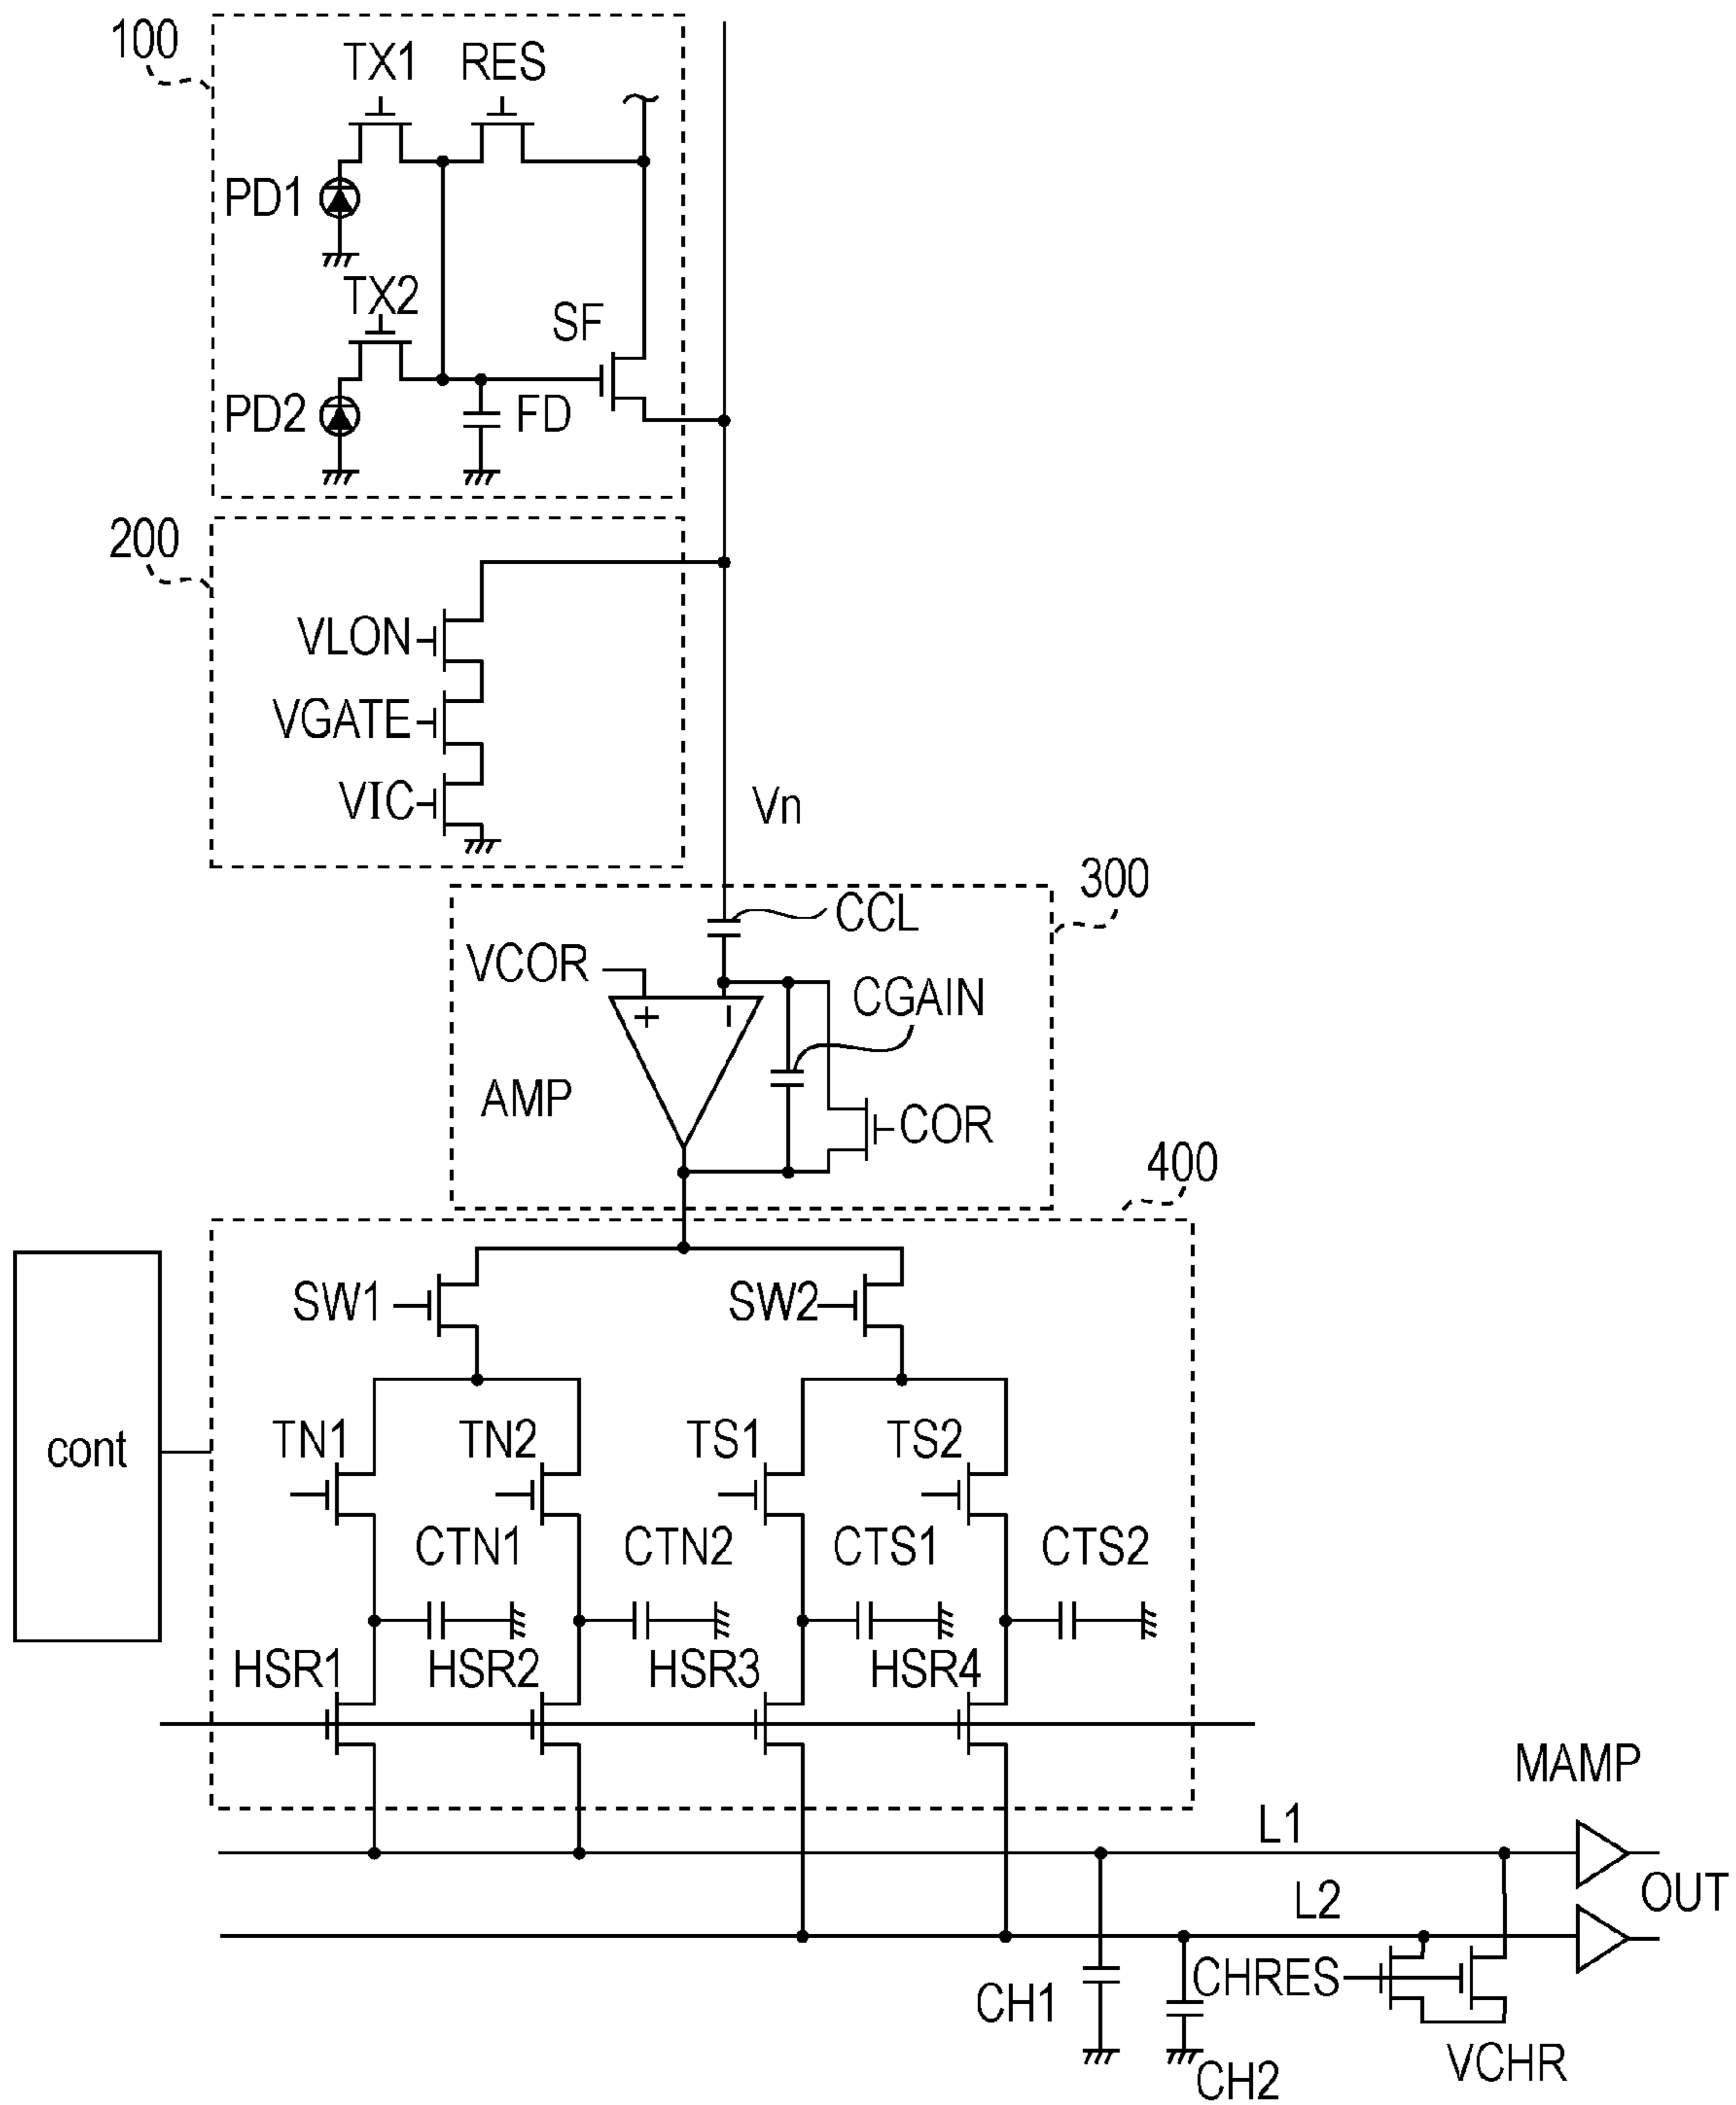 100
TX1 RES
PD1
TX2
SF
PD2 FD
200
VLON
VGATE
VIC
Vn
300
CCL
VCOR
CGAIN
+ −
AMP
COR
400
SW1 SW2
cont
TN1 TN2 TS1 TS2
CTN1 CTN2 CTS1 CTS2
HSR1 HSR2 HSR3 HSR4
MAMP
L1
OUT
L2
CHRES
CH1
VCHR
CH2